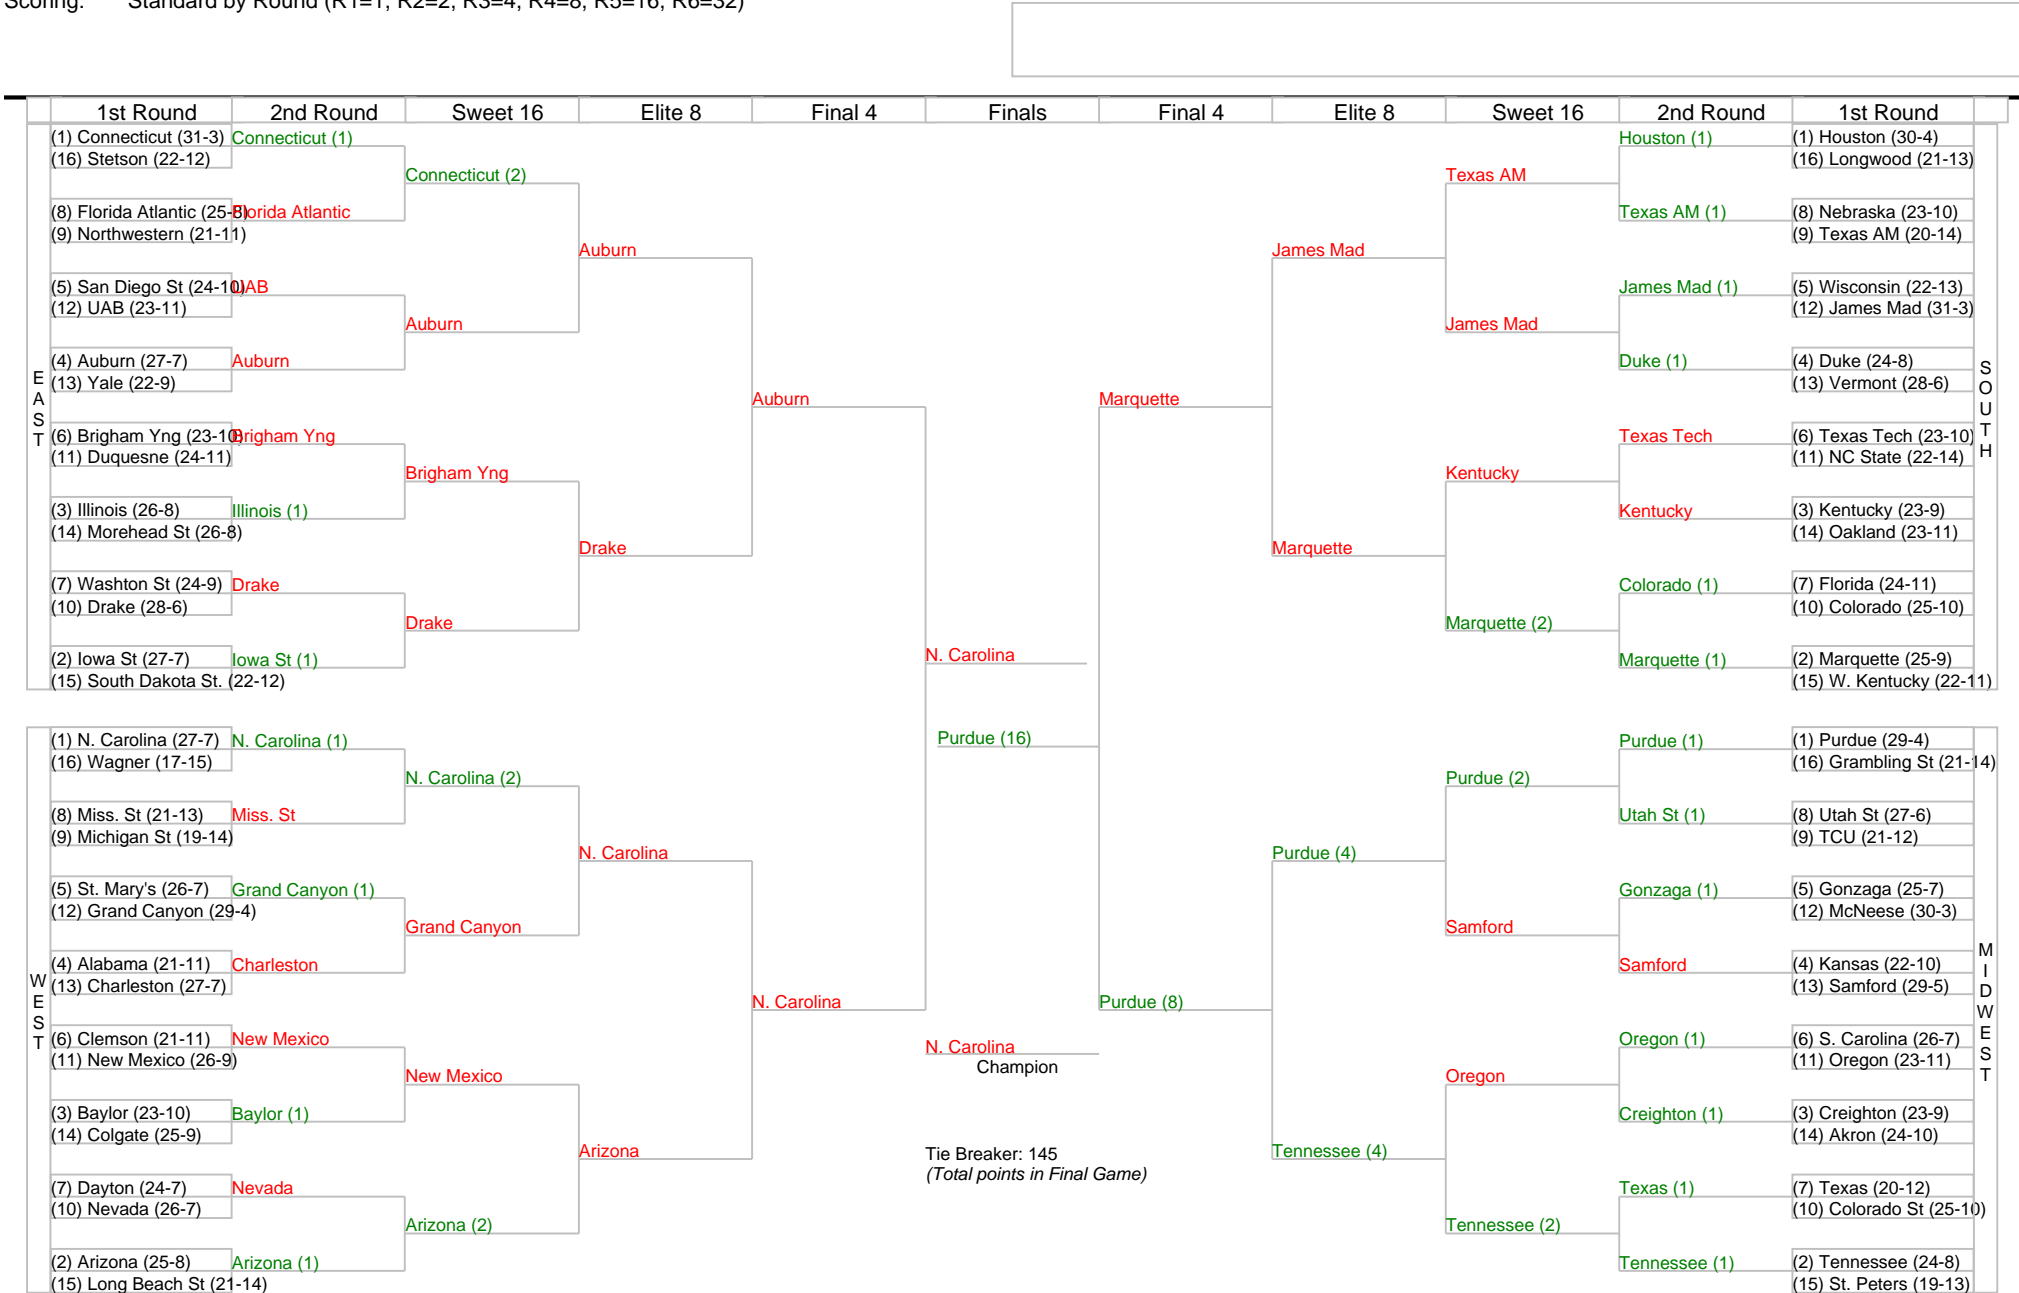 Scoring: Standard by Round (R1=1, R2=2, R3=4, R4=8, R5=16, R6=32)
1st Round 2nd Round Sweet 16 Elite 8 Final 4 Finals Final 4 Elite 8 Sweet 16 2nd Round 1st Round
EAST
(1) Connecticut (31-3) Connecticut (1)
(16) Stetson (22-12)
Connecticut (2)
(8) Florida Atlantic (25-8) Florida Atlantic
(9) Northwestern (21-11)
Auburn
(5) San Diego St (24-10) UAB
(12) UAB (23-11)
Auburn
(4) Auburn (27-7) Auburn
(13) Yale (22-9)
Auburn
(6) Brigham Yng (23-10) Brigham Yng
(11) Duquesne (24-11)
Brigham Yng
(3) Illinois (26-8) Illinois (1)
(14) Morehead St (26-8)
Drake
(7) Washton St (24-9) Drake
(10) Drake (28-6)
Drake
(2) Iowa St (27-7) Iowa St (1)
(15) South Dakota St. (22-12)
WEST
(1) N. Carolina (27-7) N. Carolina (1)
(16) Wagner (17-15)
N. Carolina (2)
(8) Miss. St (21-13) Miss. St
(9) Michigan St (19-14)
N. Carolina
(5) St. Mary's (26-7) Grand Canyon (1)
(12) Grand Canyon (29-4)
Grand Canyon
(4) Alabama (21-11) Charleston
(13) Charleston (27-7)
N. Carolina
(6) Clemson (21-11) New Mexico
(11) New Mexico (26-9)
New Mexico
(3) Baylor (23-10) Baylor (1)
(14) Colgate (25-9)
Arizona
(7) Dayton (24-7) Nevada
(10) Nevada (26-7)
Arizona (2)
(2) Arizona (25-8) Arizona (1)
(15) Long Beach St (21-14)
N. Carolina
Purdue (16)
N. Carolina
Champion
Tie Breaker: 145
(Total points in Final Game)
SOUTH
Houston (1) (1) Houston (30-4)
(16) Longwood (21-13)
Texas AM
Texas AM (1) (8) Nebraska (23-10)
(9) Texas AM (20-14)
James Mad
James Mad (1) (5) Wisconsin (22-13)
(12) James Mad (31-3)
James Mad
Duke (1) (4) Duke (24-8)
(13) Vermont (28-6)
Marquette
Texas Tech (6) Texas Tech (23-10)
(11) NC State (22-14)
Kentucky
Kentucky (3) Kentucky (23-9)
(14) Oakland (23-11)
Marquette
Colorado (1) (7) Florida (24-11)
(10) Colorado (25-10)
Marquette (2)
Marquette (1) (2) Marquette (25-9)
(15) W. Kentucky (22-11)
MIDWEST
Purdue (1) (1) Purdue (29-4)
(16) Grambling St (21-14)
Purdue (2)
Utah St (1) (8) Utah St (27-6)
(9) TCU (21-12)
Purdue (4)
Gonzaga (1) (5) Gonzaga (25-7)
(12) McNeese (30-3)
Samford
Samford (4) Kansas (22-10)
(13) Samford (29-5)
Purdue (8)
Oregon (1) (6) S. Carolina (26-7)
(11) Oregon (23-11)
Oregon
Creighton (1) (3) Creighton (23-9)
(14) Akron (24-10)
Tennessee (4)
Texas (1) (7) Texas (20-12)
(10) Colorado St (25-10)
Tennessee (2)
Tennessee (1) (2) Tennessee (24-8)
(15) St. Peters (19-13)